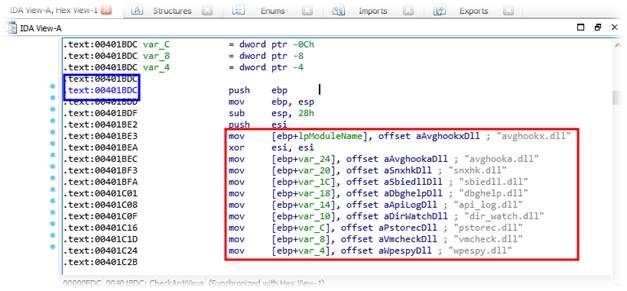 IDA View-A, Hex View-1 Structures Enums Imports Exports
IDA View-A
.text:00401BDC var_C = dword ptr -0Ch
.text:00401BDC var_8 = dword ptr -8
.text:00401BDC var_4 = dword ptr -4
.text:00401BDC
.text:00401BDC push ebp
.text:00401BDD mov ebp, esp
.text:00401BDF sub esp, 28h
.text:00401BE2 push esi
.text:00401BE3 mov [ebp+lpModuleName], offset aAvghookxDll ; "avghookx.dll"
.text:00401BEA xor esi, esi
.text:00401BEC mov [ebp+var_24], offset aAvghookaDll ; "avghooka.dll"
.text:00401BF3 mov [ebp+var_20], offset aSnxhkDll ; "snxhk.dll"
.text:00401BFA mov [ebp+var_1C], offset aSbiedllDll ; "sbiedll.dll"
.text:00401C01 mov [ebp+var_18], offset aDbghelpDll ; "dbghelp.dll"
.text:00401C08 mov [ebp+var_14], offset aApiLogDll ; "api_log.dll"
.text:00401C0F mov [ebp+var_10], offset aDirWatchDll ; "dir_watch.dll"
.text:00401C16 mov [ebp+var_C], offset aPstorecDll ; "pstorec.dll"
.text:00401C1D mov [ebp+var_8], offset aVmcheckDll ; "vmcheck.dll"
.text:00401C24 mov [ebp+var_4], offset aWpespyDll ; "wpespy.dll"
.text:00401C2B
00000FDC 00401BDC: CheckAntiVirus (Synchronized with Hex View-1)